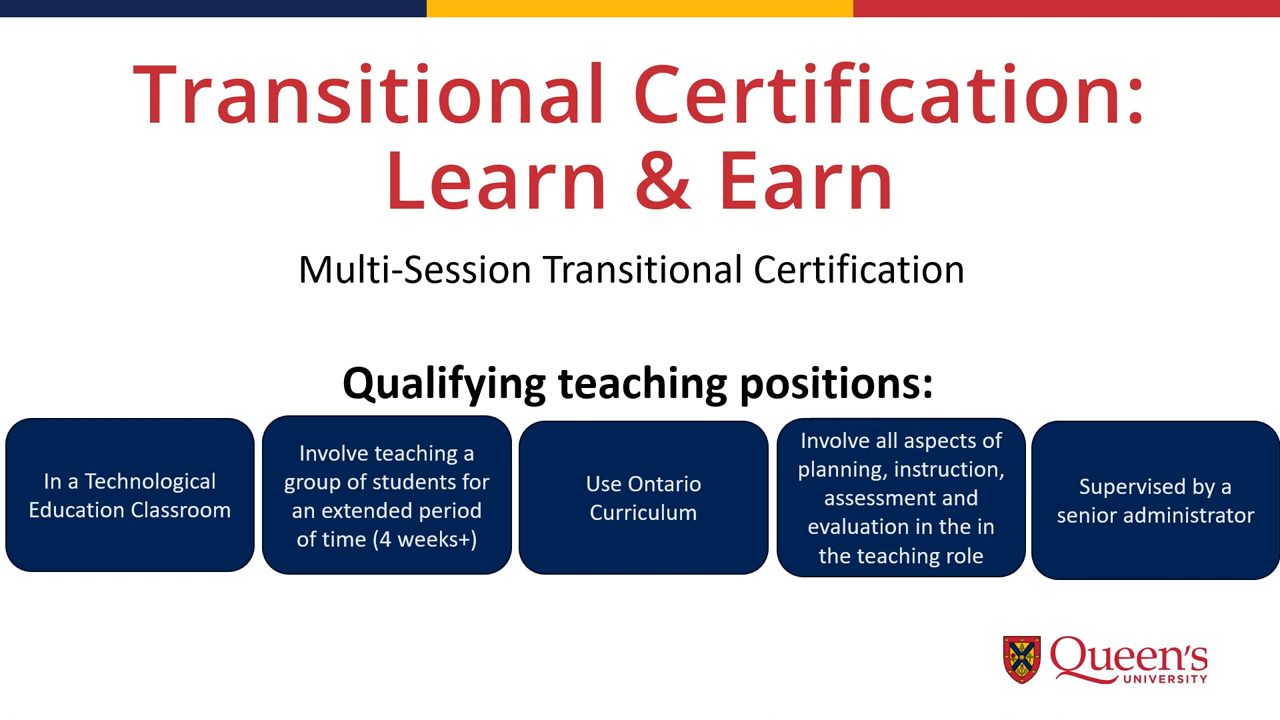 Transitional Certification:
Learn & Earn
Multi-Session Transitional Certification
Qualifying teaching positions:
In a Technological
Education Classroom
Involve teaching a
group of students for
an extended period
of time (4 weeks+)
Use Ontario
Curriculum
Involve all aspects of
planning, instruction,
assessment and
evaluation in the in
the teaching role
Supervised by a
senior administrator
Queen's
UNIVERSITY